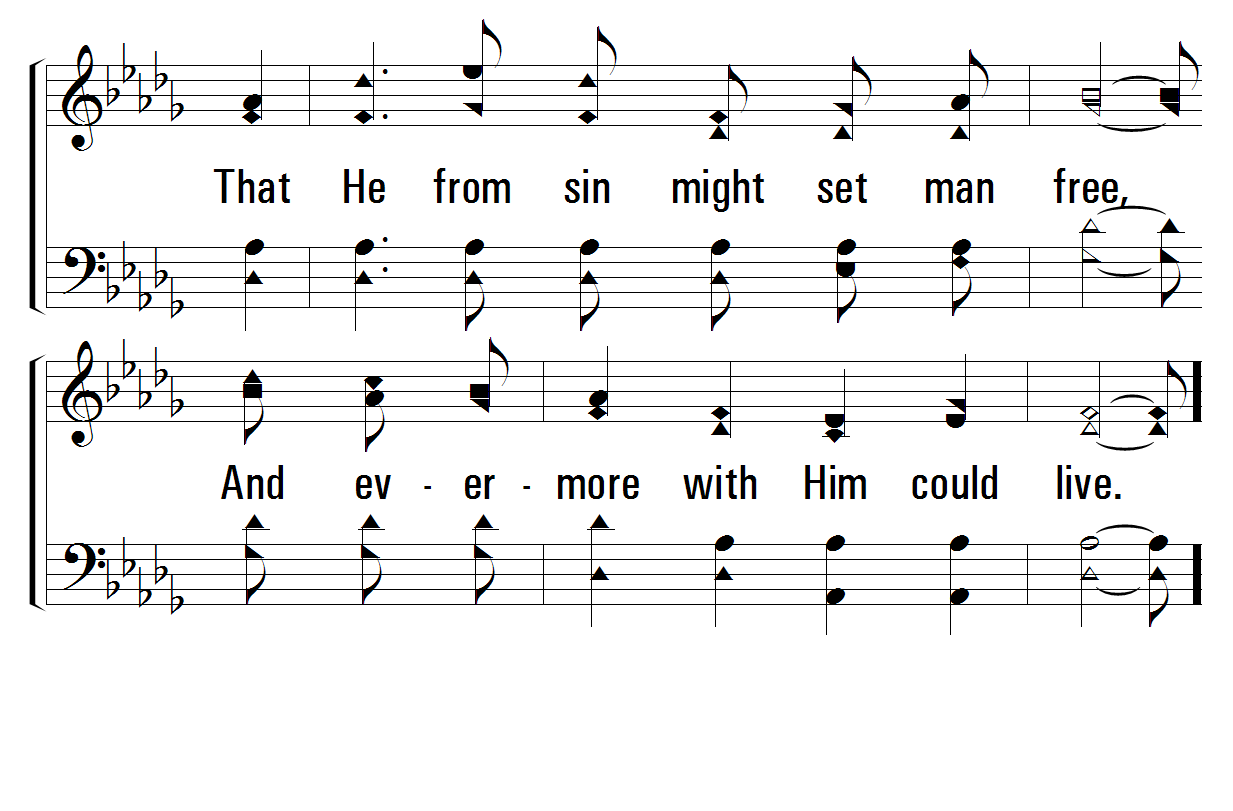 That He from sin might set man free,
And ev - er - more with Him could live.